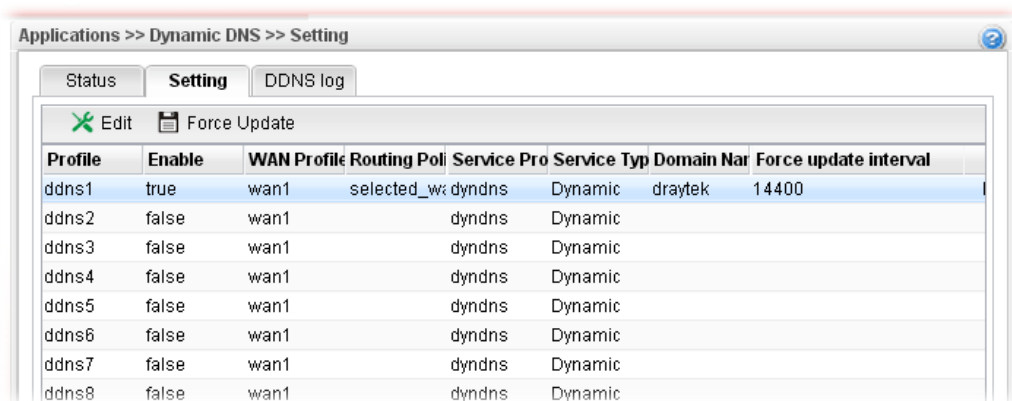 Applications >> Dynamic DNS >> Setting
Status Setting DDNS log
Edit Force Update
Profile Enable WAN Profile Routing Poli Service Pro Service Typ Domain Nar Force update interval
ddns1 true wan1 selected_wa dyndns Dynamic draytek 14400
ddns2 false wan1 dyndns Dynamic
ddns3 false wan1 dyndns Dynamic
ddns4 false wan1 dyndns Dynamic
ddns5 false wan1 dyndns Dynamic
ddns6 false wan1 dyndns Dynamic
ddns7 false wan1 dyndns Dynamic
ddns8 false wan1 dyndns Dynamic